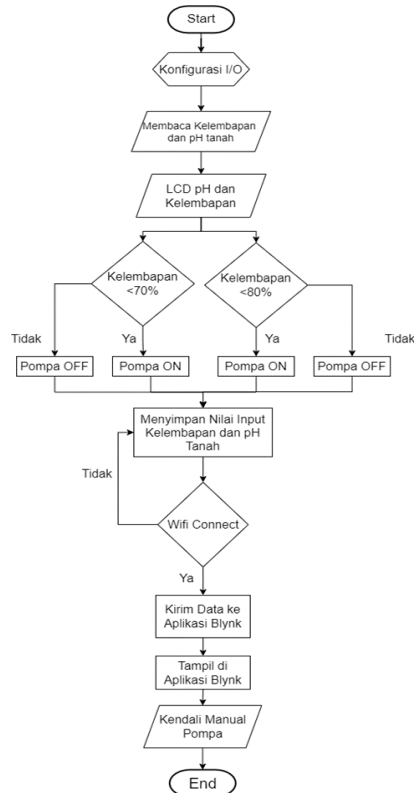 Start
Konfigurasi I/O
Membaca Kelembapan
dan pH tanah
LCD pH dan
Kelembapan
Kelembapan
<70%
Kelembapan
<80%
Tidak
Ya
Ya
Tidak
Pompa OFF
Pompa ON
Pompa ON
Pompa OFF
Menyimpan Nilai Input
Kelembapan dan pH
Tanah
Tidak
Wifi Connect
Ya
Kirim Data ke
Aplikasi Blynk
Tampil di
Aplikasi Blynk
Kendali Manual
Pompa
End